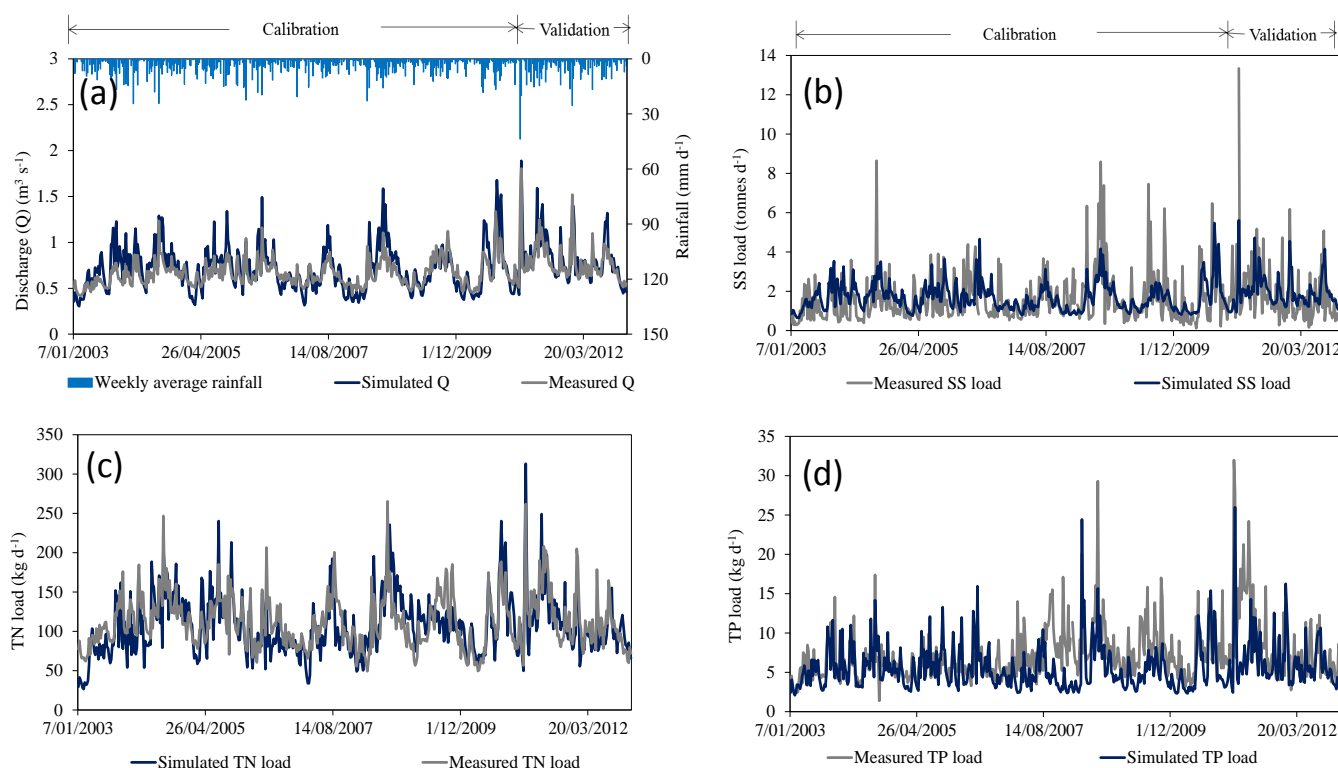 Calibration
Validation
3
2.5
2
1.5
1
0.5
0
Discharge (Q) (m³ s⁻¹)
(a)
0
30
60
90
120
150
Rainfall (mm d⁻¹)
7/01/2003
26/04/2005
14/08/2007
1/12/2009
20/03/2012
Weekly average rainfall
Simulated Q
Measured Q
Calibration
Validation
14
12
10
8
6
4
2
0
SS load (tonnes d⁻¹)
(b)
7/01/2003
26/04/2005
14/08/2007
1/12/2009
20/03/2012
Measured SS load
Simulated SS load
350
300
250
200
150
100
50
0
TN load (kg d⁻¹)
(c)
7/01/2003
26/04/2005
14/08/2007
1/12/2009
20/03/2012
Simulated TN load
Measured TN load
35
30
25
20
15
10
5
0
TP load (kg d⁻¹)
(d)
7/01/2003
26/04/2005
14/08/2007
1/12/2009
20/03/2012
Measured TP load
Simulated TP load